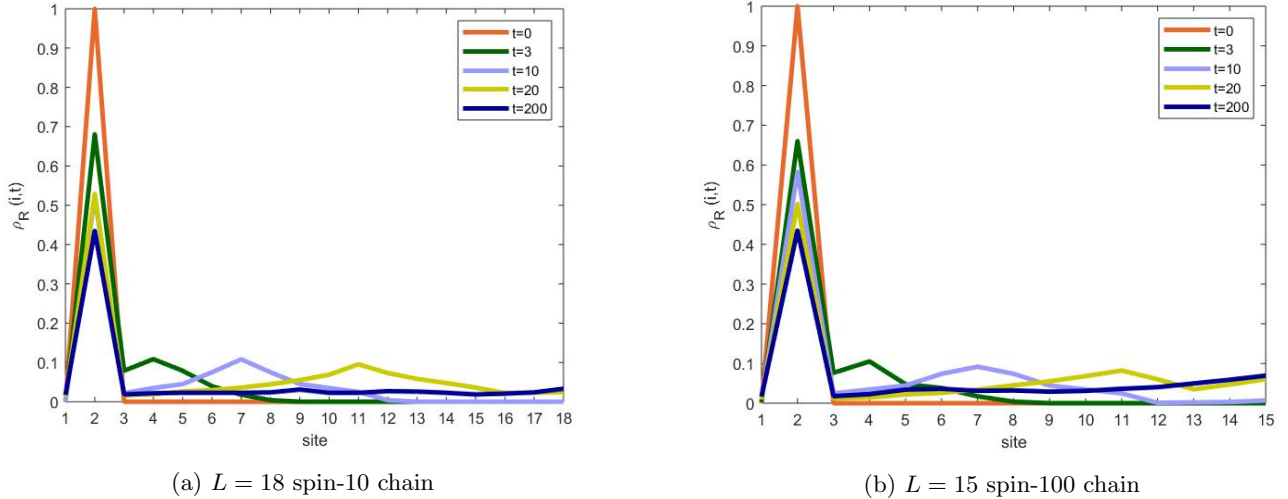 1
0.9
0.8
0.7
0.6
0.5
0.4
0.3
0.2
0.1
0
ρR (i,t)
1 2 3 4 5 6 7 8 9 10 11 12 13 14 15 16 17 18
site
t=0
t=3
t=10
t=20
t=200
(a) L = 18 spin-10 chain
1
0.9
0.8
0.7
0.6
0.5
0.4
0.3
0.2
0.1
0
ρR (i,t)
1 2 3 4 5 6 7 8 9 10 11 12 13 14 15
site
t=0
t=3
t=10
t=20
t=200
(b) L = 15 spin-100 chain